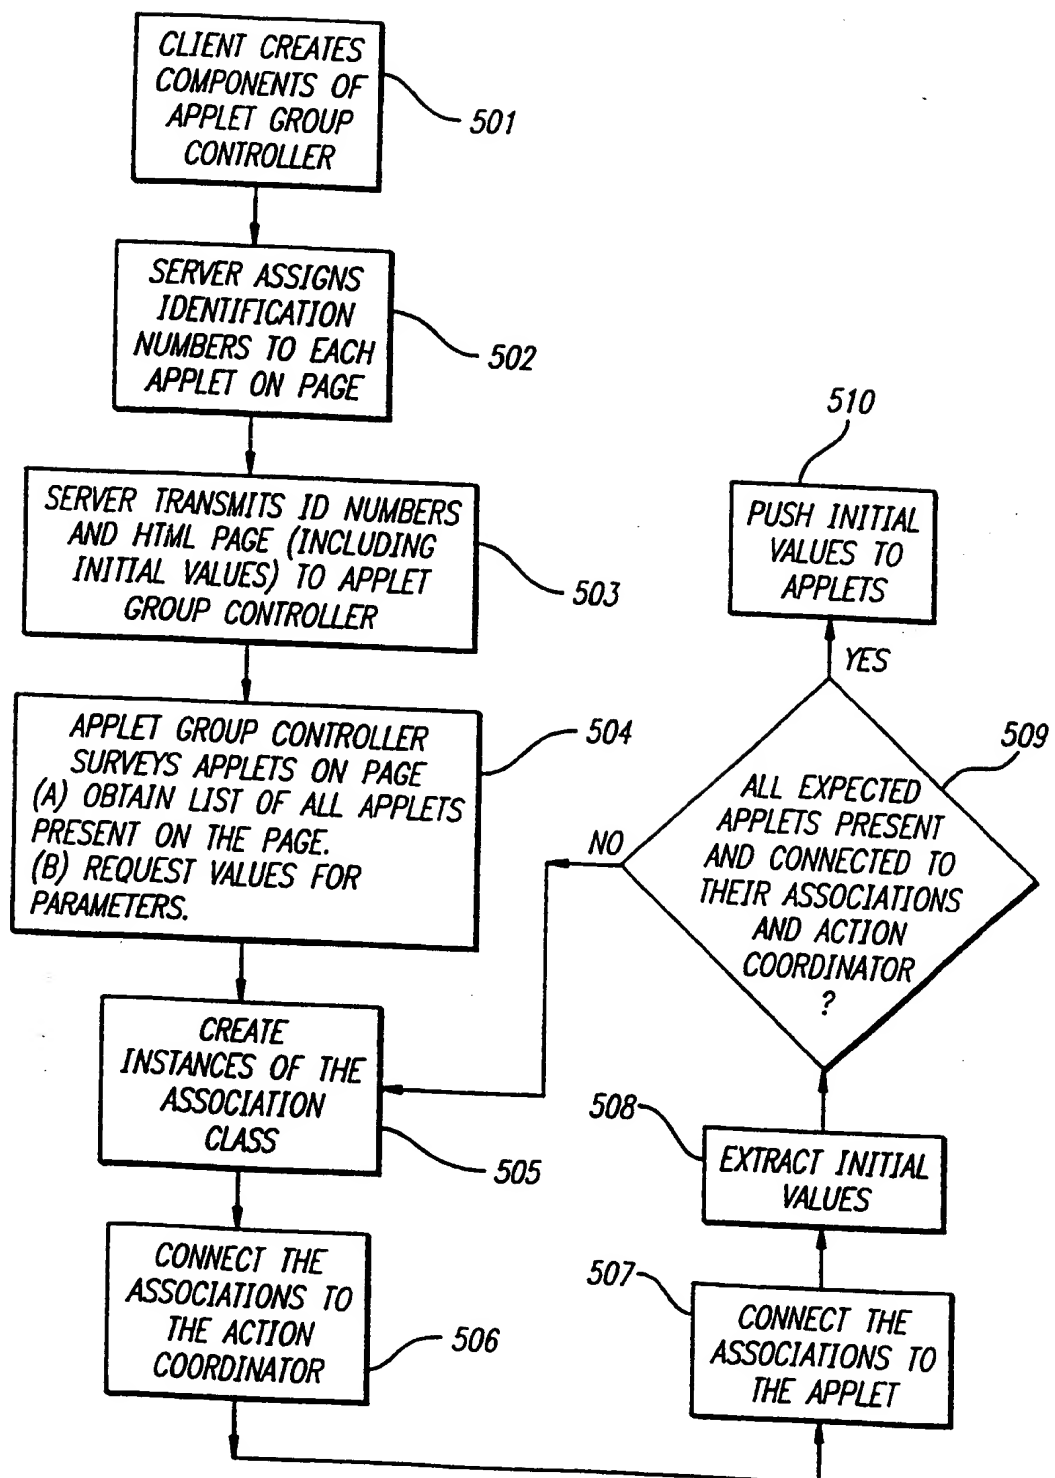 CLIENT CREATES
COMPONENTS OF
APPLET GROUP
CONTROLLER
501
SERVER ASSIGNS
IDENTIFICATION
NUMBERS TO EACH
APPLET ON PAGE
502
SERVER TRANSMITS ID NUMBERS
AND HTML PAGE (INCLUDING
INITIAL VALUES) TO APPLET
GROUP CONTROLLER
503
APPLET GROUP CONTROLLER
SURVEYS APPLETS ON PAGE
(A) OBTAIN LIST OF ALL APPLETS
PRESENT ON THE PAGE.
(B) REQUEST VALUES FOR
PARAMETERS.
504
CREATE
INSTANCES OF THE
ASSOCIATION
CLASS
505
CONNECT THE
ASSOCIATIONS TO
THE ACTION
COORDINATOR
506
507
CONNECT THE
ASSOCIATIONS TO
THE APPLET
508
EXTRACT INITIAL
VALUES
509
ALL EXPECTED
APPLETS PRESENT
AND CONNECTED TO
THEIR ASSOCIATIONS
AND ACTION
COORDINATOR
?
NO
YES
510
PUSH INITIAL
VALUES TO
APPLETS